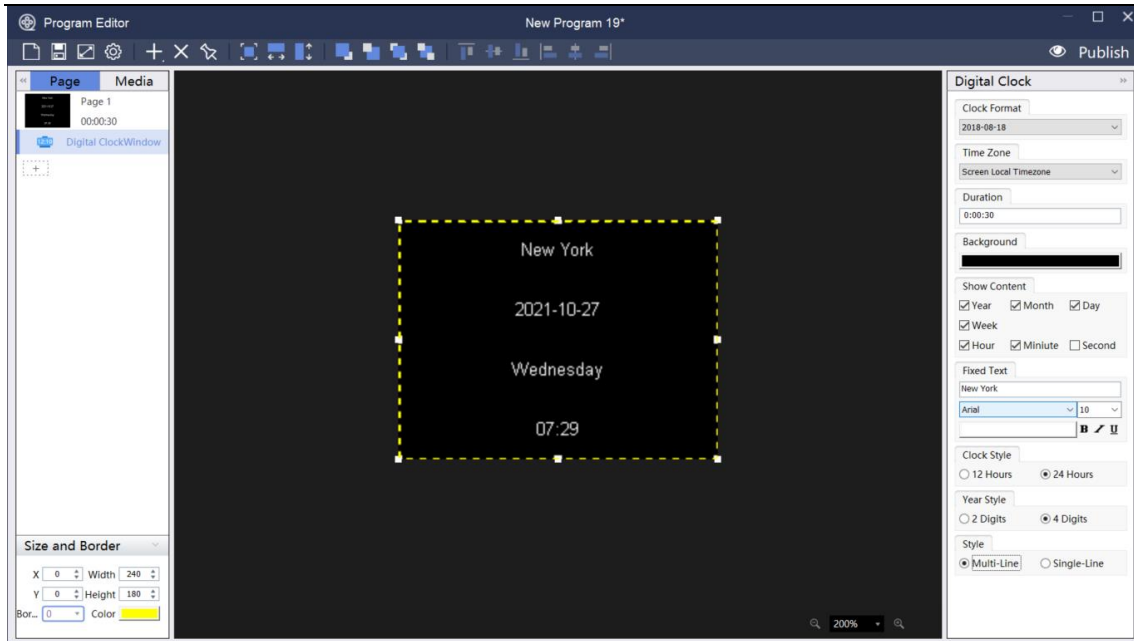 Program Editor
New Program 19*
Publish
Page Media
Page 1
00:00:30
Digital ClockWindow
Size and Border
X 0 Width 240
Y 0 Height 180
Bor... 0 Color
New York
2021-10-27
Wednesday
07:29
200%
Digital Clock
Clock Format
2018-08-18
Time Zone
Screen Local Timezone
Duration
0:00:30
Background
Show Content
Year Month Day
Week
Hour Miniute Second
Fixed Text
New York
Arial 10
B I U
Clock Style
12 Hours 24 Hours
Year Style
2 Digits 4 Digits
Style
Multi-Line Single-Line